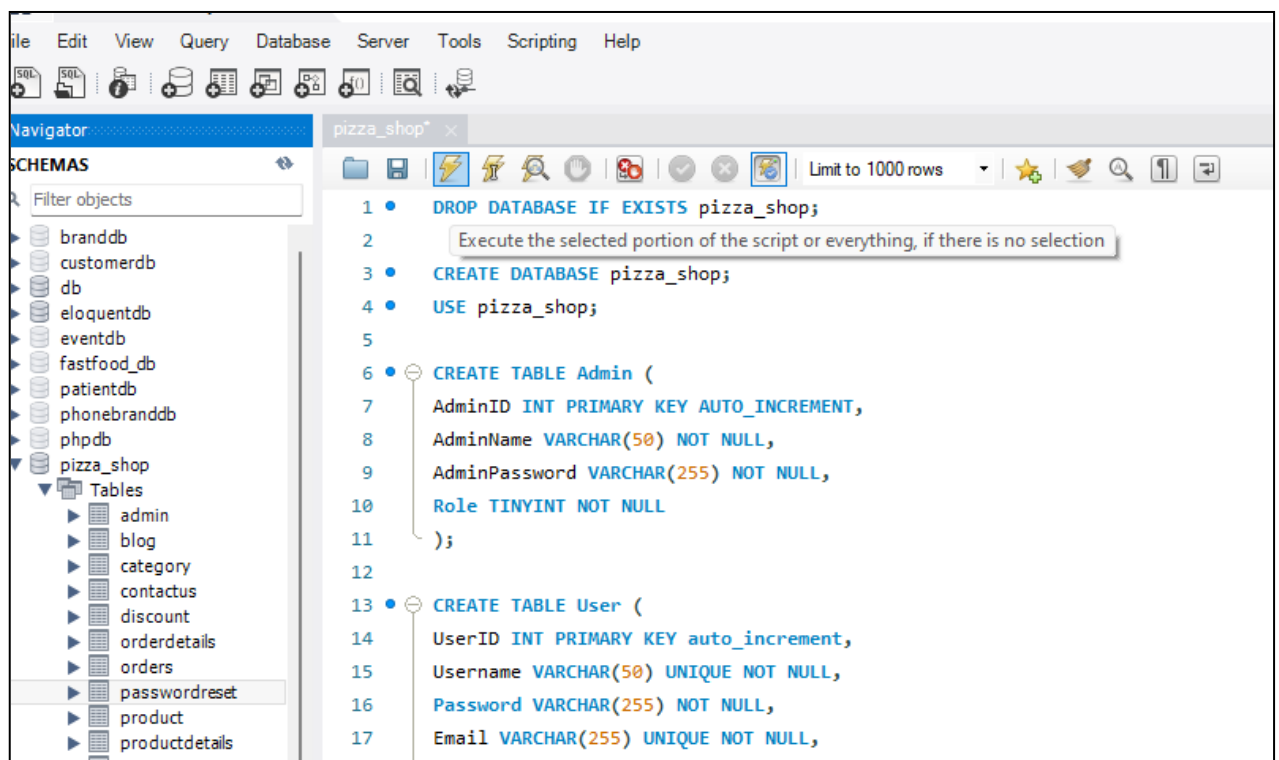 ile Edit View Query Database Server Tools Scripting Help
SQL SQL
Navigator
SCHEMAS
Filter objects
branddb
customerdb
db
eloquentdb
eventdb
fastfood_db
patientdb
phonebranddb
phpdb
pizza_shop
Tables
admin
blog
category
contactus
discount
orderdetails
orders
passwordreset
product
productdetails
pizza_shop*
Limit to 1000 rows
1 DROP DATABASE IF EXISTS pizza_shop;
2
Execute the selected portion of the script or everything, if there is no selection
3 CREATE DATABASE pizza_shop;
4 USE pizza_shop;
5
6 CREATE TABLE Admin (
7 AdminID INT PRIMARY KEY AUTO_INCREMENT,
8 AdminName VARCHAR(50) NOT NULL,
9 AdminPassword VARCHAR(255) NOT NULL,
10 Role TINYINT NOT NULL
11 );
12
13 CREATE TABLE User (
14 UserID INT PRIMARY KEY auto_increment,
15 Username VARCHAR(50) UNIQUE NOT NULL,
16 Password VARCHAR(255) NOT NULL,
17 Email VARCHAR(255) UNIQUE NOT NULL,